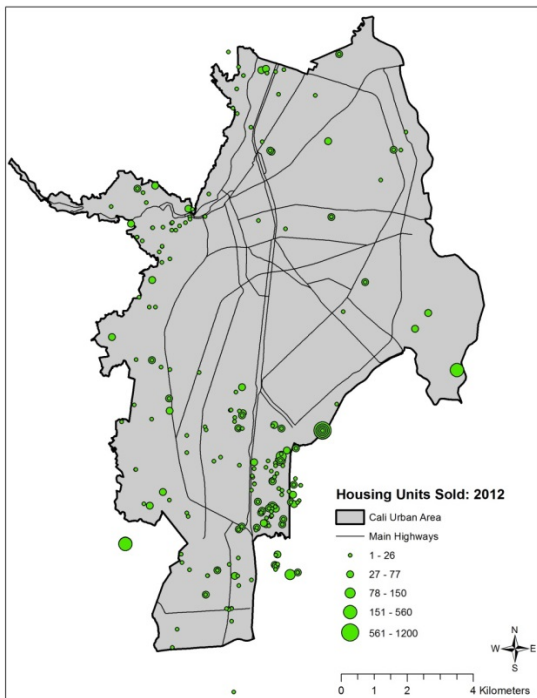 Housing Units Sold: 2012
Cali Urban Area
Main Highways
1 - 26
27 - 77
78 - 150
151 - 560
561 - 1200
N
W E
S
0 1 2 4 Kilometers